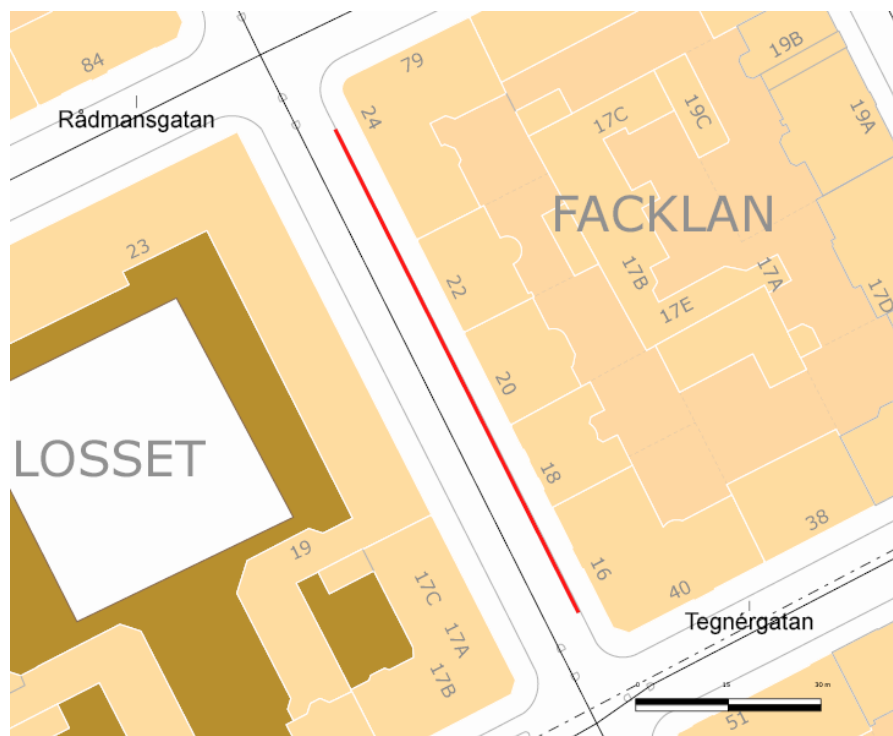 84
79
19B
24
17C
19C
19A
Rådmansgatan
FACKLAN
23
22
17B
17A
17D
17E
20
LOSSET
18
38
19
16
17C
40
Tegnérgatan
17A
17B
0 15 30 m
51